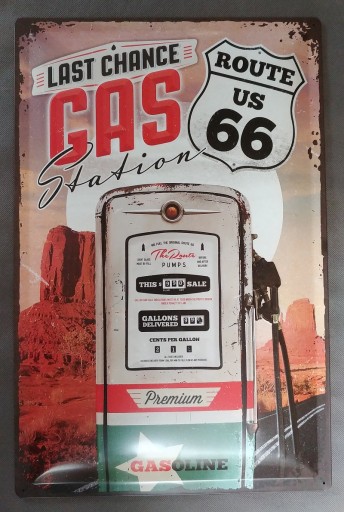 LAST CHANCE
GAS
Station
ROUTE
US
66
The Route
PUMPS
THIS $ SALE
GALLONS
DELIVERED
CENTS PER GALLON
Premium
GASOLINE